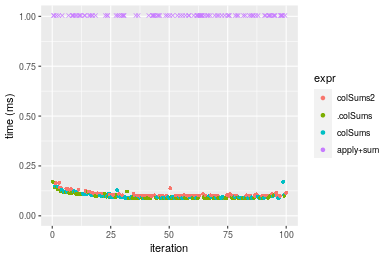 1.00
0.75
0.50
0.25
0.00
time (ms)
0
25
50
75
100
iteration
expr
colSums2
.colSums
colSums
apply+sum